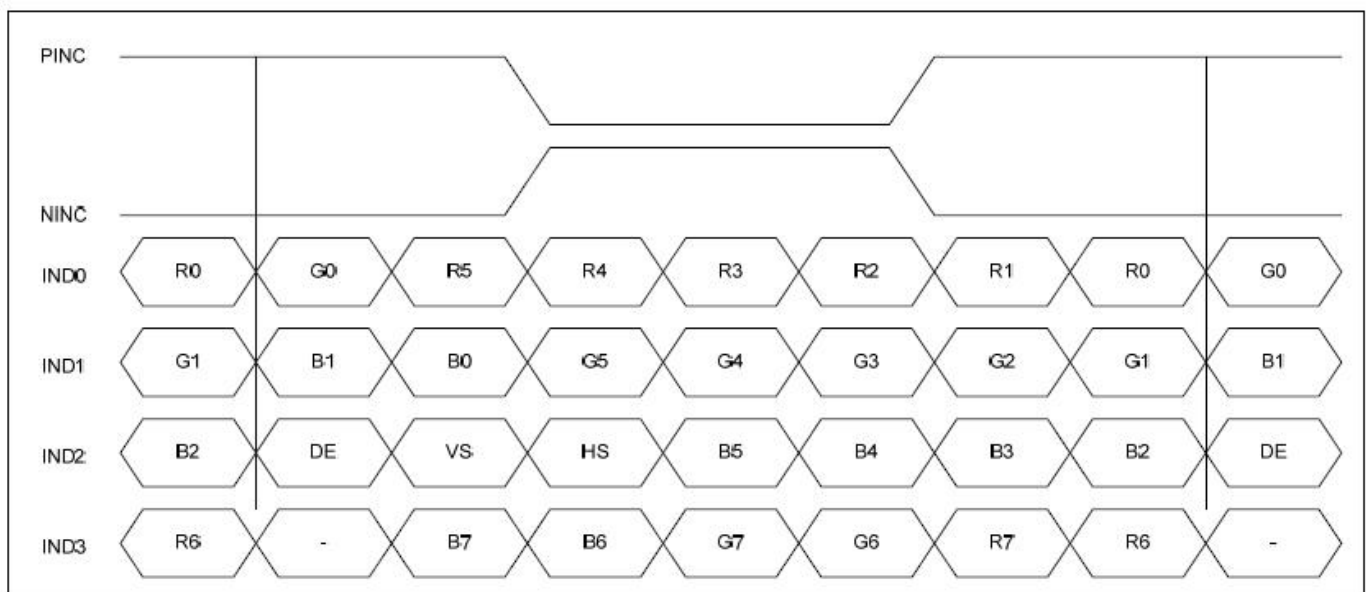 PINC
NINC
IND0 R0 G0 R5 R4 R3 R2 R1 R0 G0
IND1 G1 B1 B0 G5 G4 G3 G2 G1 B1
IND2 B2 DE VS HS B5 B4 B3 B2 DE
IND3 R6 - B7 B6 G7 G6 R7 R6 -